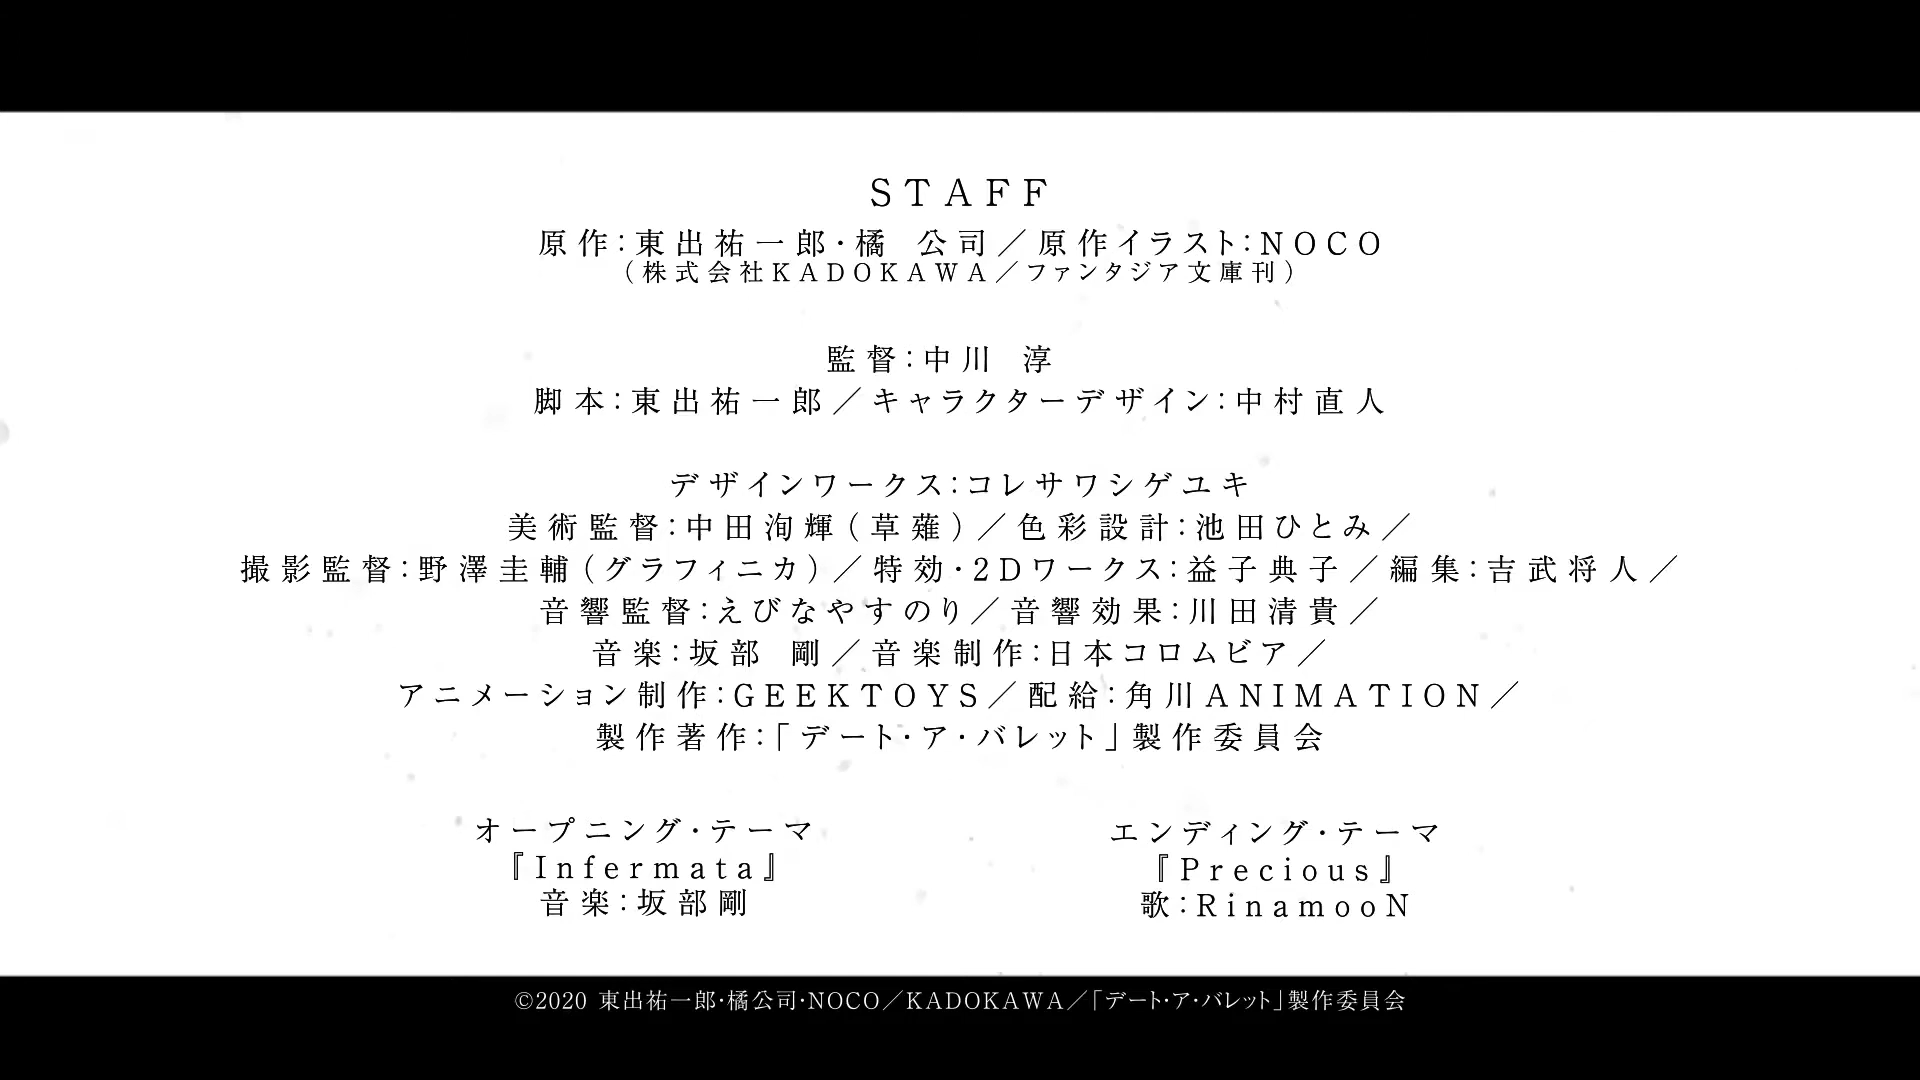 STAFF
原作:東出祐一郎・橘 公司／原作イラスト:NOCO
(株式会社KADOKAWA／ファンタジア文庫刊)
監督:中川 淳
脚本:東出祐一郎／キャラクターデザイン:中村直人
デザインワークス:コレサワシゲユキ
美術監督:中田洵輝(草薙)／色彩設計:池田ひとみ／
撮影監督:野澤圭輔(グラフィニカ)／特効・2Dワークス:益子典子／編集:吉武将人／
音響監督:えびなやすのり／音響効果:川田清貴／
音楽:坂部 剛／音楽制作:日本コロムビア／
アニメーション制作:GEEKTOYS／配給:角川ANIMATION／
製作著作:「デート・ア・バレット」製作委員会
オープニング・テーマ
『Infermata』
音楽:坂部剛
エンディング・テーマ
『Precious』
歌:RinamooN
©2020 東出祐一郎・橘公司・NOCO／KADOKAWA／「デート・ア・バレット」製作委員会